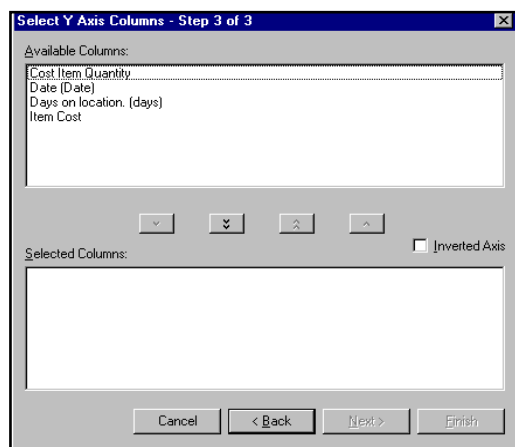 Select Y Axis Columns - Step 3 of 3
Available Columns:
Cost Item Quantity
Date (Date)
Days on location. (days)
Item Cost
Inverted Axis
Selected Columns:
Cancel
< Back
Next >
Finish